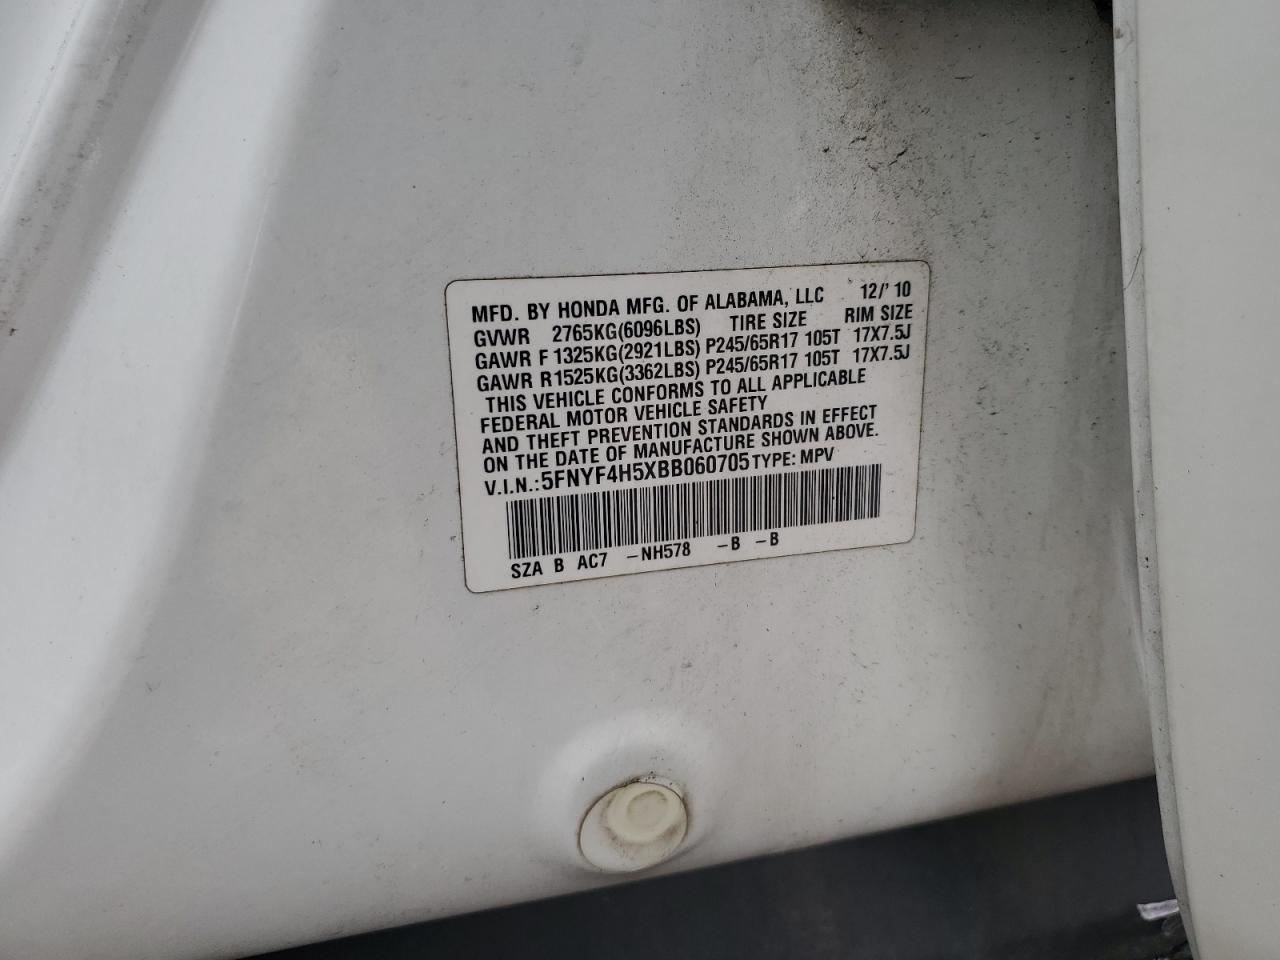 MFD. BY HONDA MFG. OF ALABAMA, LLC 12/'10
GVWR 2765KG(6096LBS) TIRE SIZE RIM SIZE
GAWR F 1325KG(2921LBS) P245/65R17 105T 17X7.5J
GAWR R 1525KG(3362LBS) P245/65R17 105T 17X7.5J
THIS VEHICLE CONFORMS TO ALL APPLICABLE
FEDERAL MOTOR VEHICLE SAFETY
AND THEFT PREVENTION STANDARDS IN EFFECT
ON THE DATE OF MANUFACTURE SHOWN ABOVE.
V.I.N.:5FNYF4H5XBB060705 TYPE: MPV
SZA B AC7 -NH578 -B -B